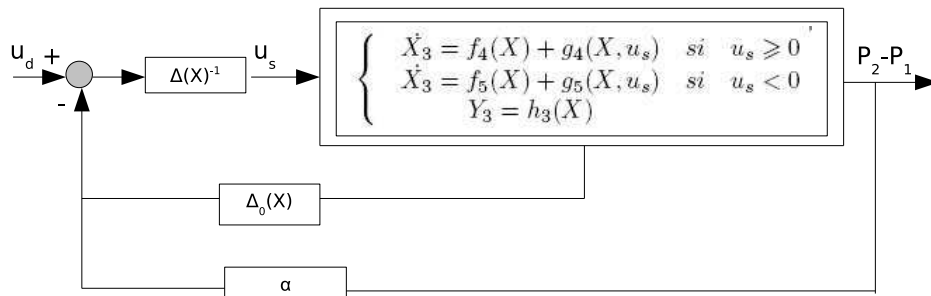 u_d + -
Δ(X)⁻¹
u_s
Ẋ_3 = f_4(X) + g_4(X, u_s) si u_s ⩾ 0
Ẋ_3 = f_5(X) + g_5(X, u_s) si u_s < 0
Y_3 = h_3(X)
P_2-P_1
Δ_0(X)
α